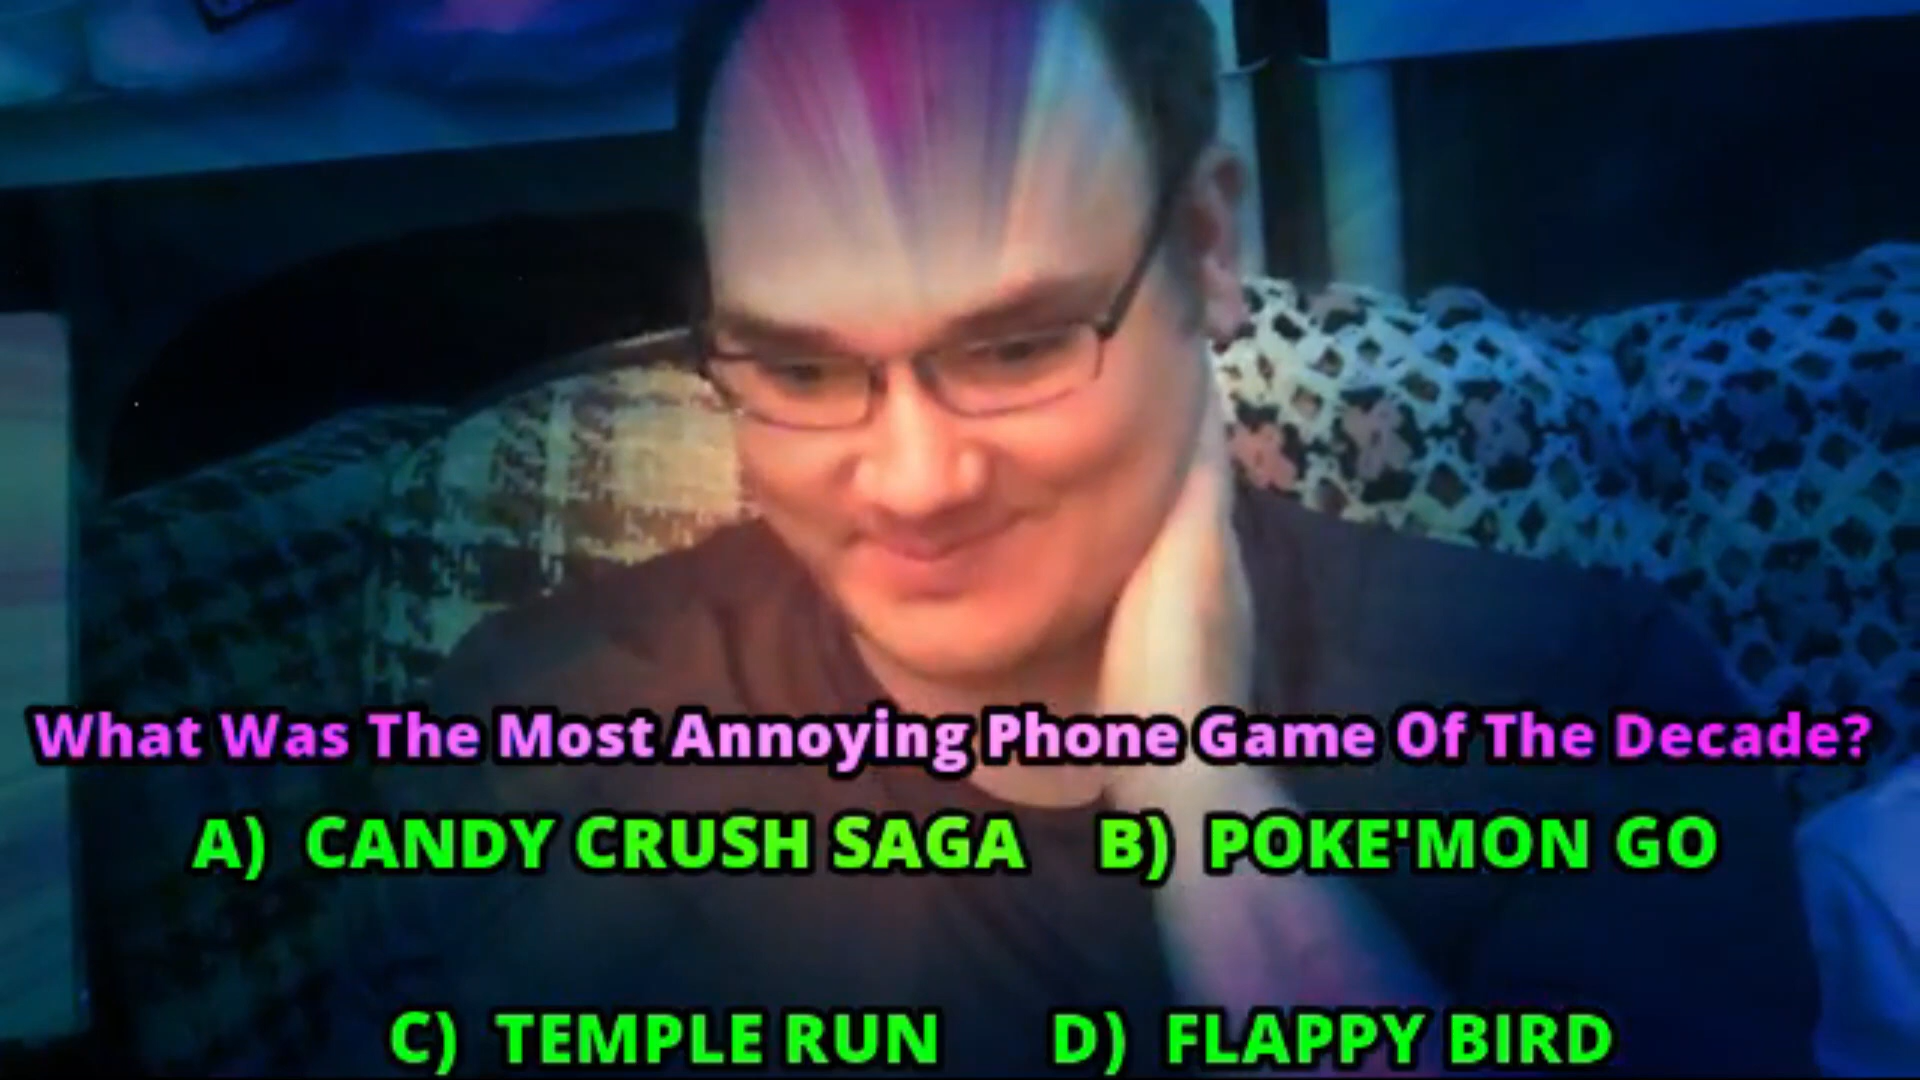 What Was The Most Annoying Phone Game Of The Decade?
A) CANDY CRUSH SAGA B) POKE'MON GO
C) TEMPLE RUN D) FLAPPY BIRD